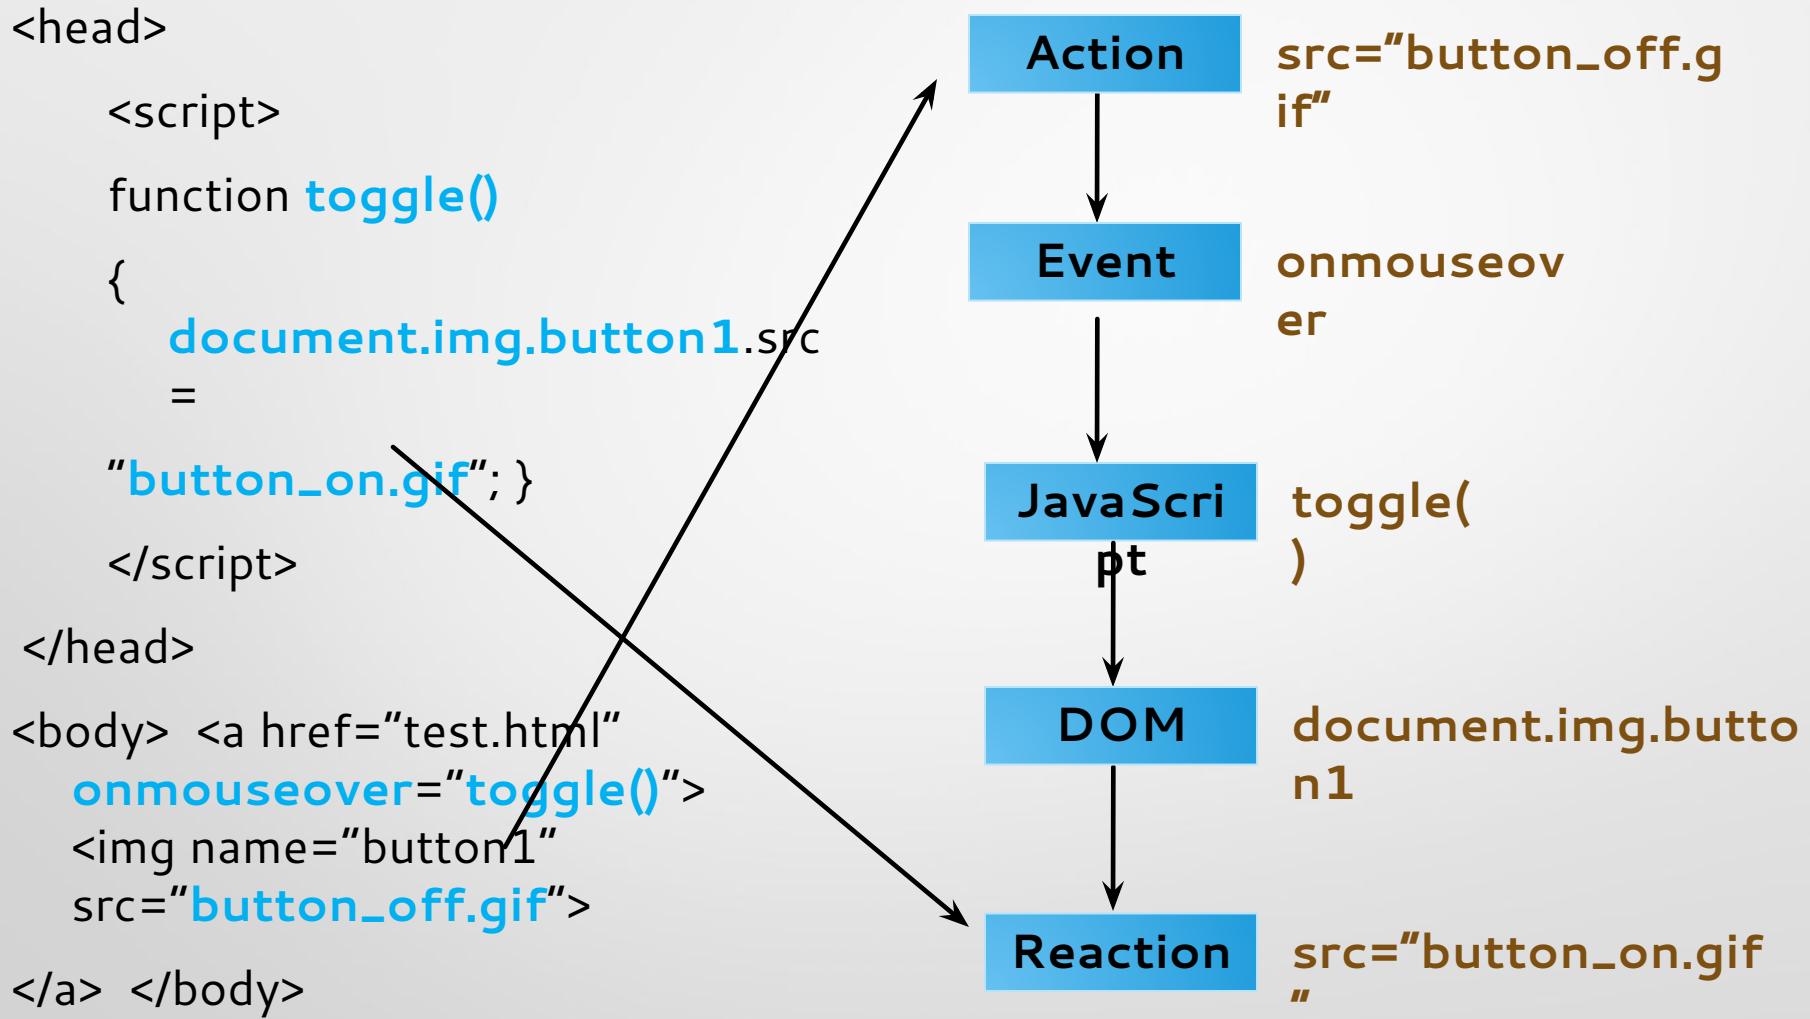 <head>
<script>
function toggle()
{
document.img.button1.src
=
"button_on.gif"; }
</script>
</head>
<body> <a href="test.html"
onmouseover="toggle()">
<img name="button1"
src="button_off.gif">
</a> </body>
Action
src="button_off.g
if"
Event
onmouseov
er
JavaScri
pt
toggle(
)
DOM
document.img.butto
n1
Reaction
src="button_on.gif
"